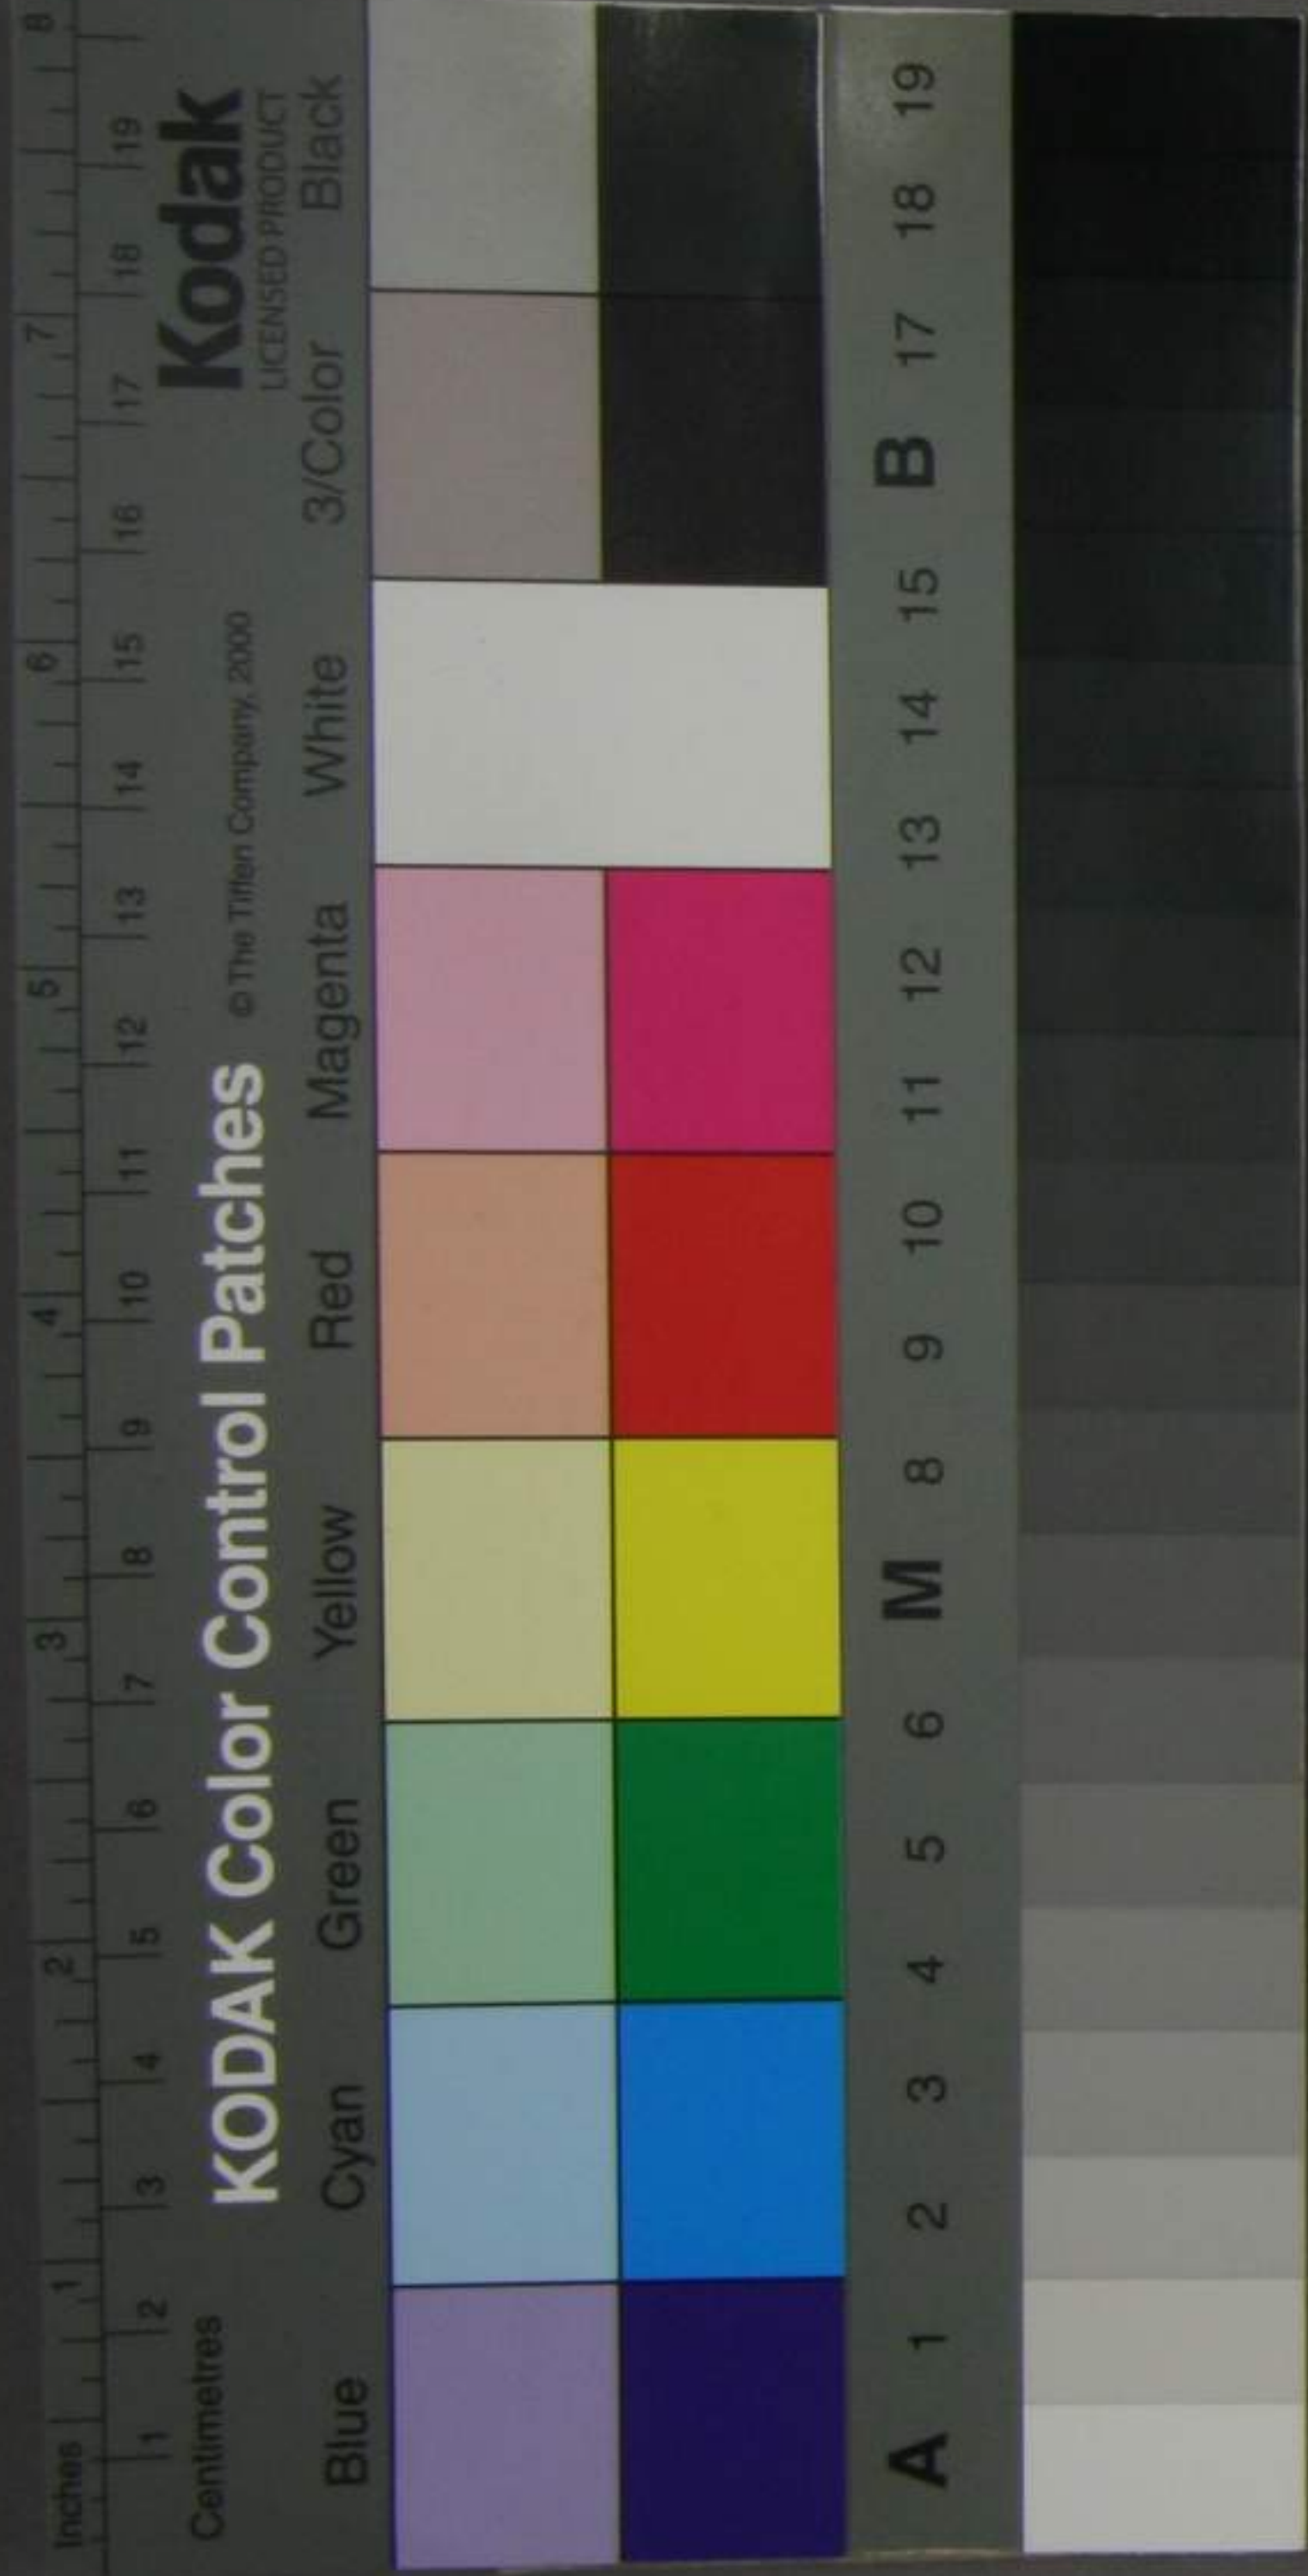 Inches 1 2 3 4 5 6 7 8
1 2 3 4 5 6 7 8 9 10 11 12 13 14 15 16 17 18 19
Centimetres
KODAK Color Control Patches © The Tiffen Company, 2000 Kodak
LICENSED PRODUCT
Blue Cyan Green Yellow Red Magenta White 3/Color Black
A 1 2 3 4 5 6 M 8 9 10 11 12 13 14 15 B 17 18 19